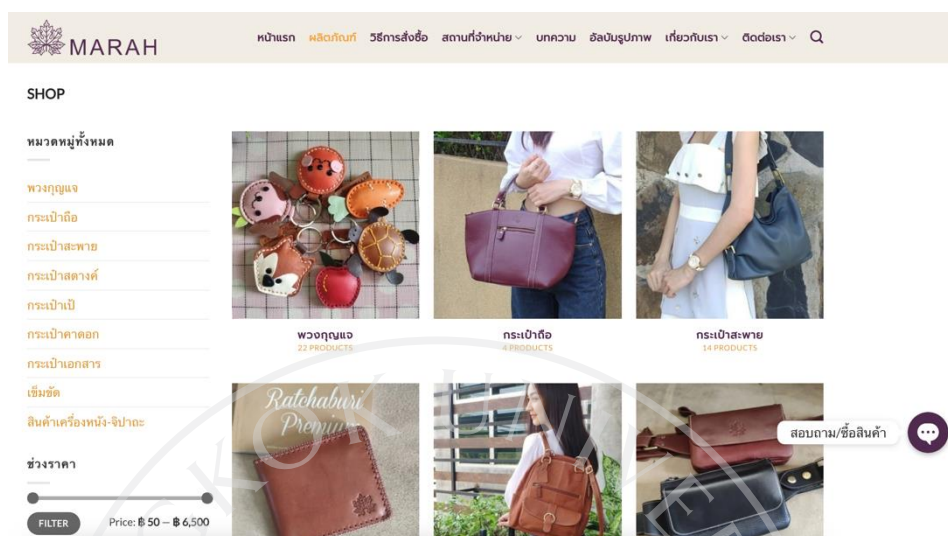 MARAH
หน้าแรก ผลิตภัณฑ์ วิธีการสั่งซื้อ สถานที่จำหน่าย บทความ อัลบัมรูปภาพ เกี่ยวกับเรา ติดต่อเรา
SHOP
หมวดหมู่ทั้งหมด
พวงกุญแจ
กระเป๋าถือ
กระเป๋าสะพาย
กระเป๋าสตางค์
กระเป๋าเป้
กระเป๋าคาดอก
กระเป๋าเอกสาร
เข็มขัด
สินค้าเครื่องหนัง-จิปาถะ
ช่วงราคา
FILTER Price: ฿ 50 — ฿ 6,500
พวงกุญแจ
22 PRODUCTS
กระเป๋าถือ
4 PRODUCTS
กระเป๋าสะพาย
14 PRODUCTS
Ratchaburi
Premium
สอบถาม/ซื้อสินค้า